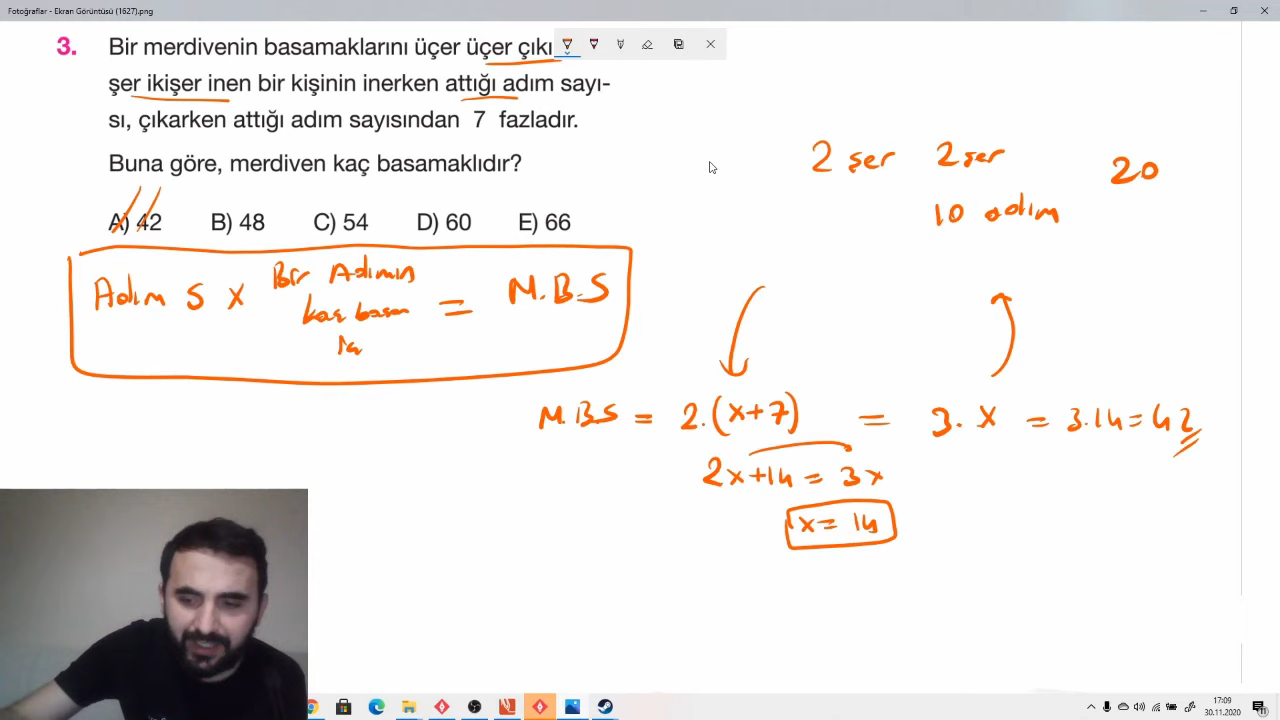 Fotoğraflar - Ekran Görüntüsü (1627).png
3. Bir merdivenin basamaklarını üçer üçer çıkı
şer ikişer inen bir kişinin inerken attığı adım sayı-
sı, çıkarken attığı adım sayısından 7 fazladır.
Buna göre, merdiven kaç basamaklıdır?
A) 42 B) 48 C) 54 D) 60 E) 66
2 şer 2 şer 20
10 adım
Adım S x Bir Adımın = M.B.S
kaç basam
M.B.S = 2.(x+7) = 3.x = 3.14 = 42
2x+14 = 3x
x = 14
17:09
30.11.2020